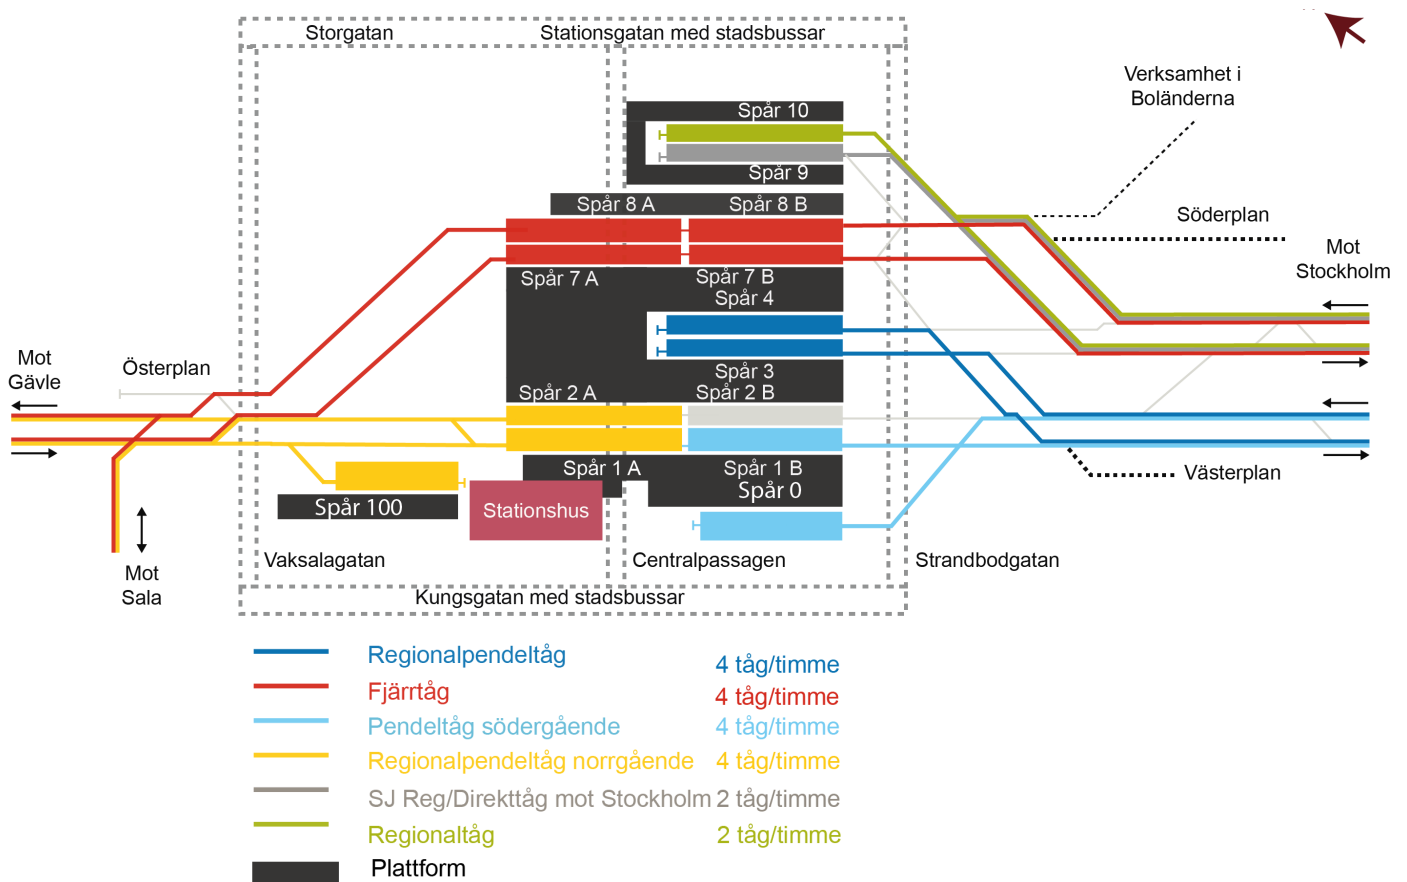 Storgatan
Stationsgatan med stadsbussar
Verksamhet i
Boländerna
Spår 10
Spår 9
Spår 8 A
Spår 8 B
Söderplan
Mot
Stockholm
Spår 7 A
Spår 7 B
Spår 4
Mot
Gävle
Österplan
Spår 3
Spår 2 A
Spår 2 B
Spår 1 A
Spår 1 B
Västerplan
Spår 0
Spår 100
Stationshus
Mot
Sala
Vaksalagatan
Centralpassagen
Strandbodgatan
Kungsgatan med stadsbussar
Regionalpendeltåg 4 tåg/timme
Fjärrtåg 4 tåg/timme
Pendeltåg södergående 4 tåg/timme
Regionalpendeltåg norrgående 4 tåg/timme
SJ Reg/Direkttåg mot Stockholm 2 tåg/timme
Regionaltåg 2 tåg/timme
Plattform